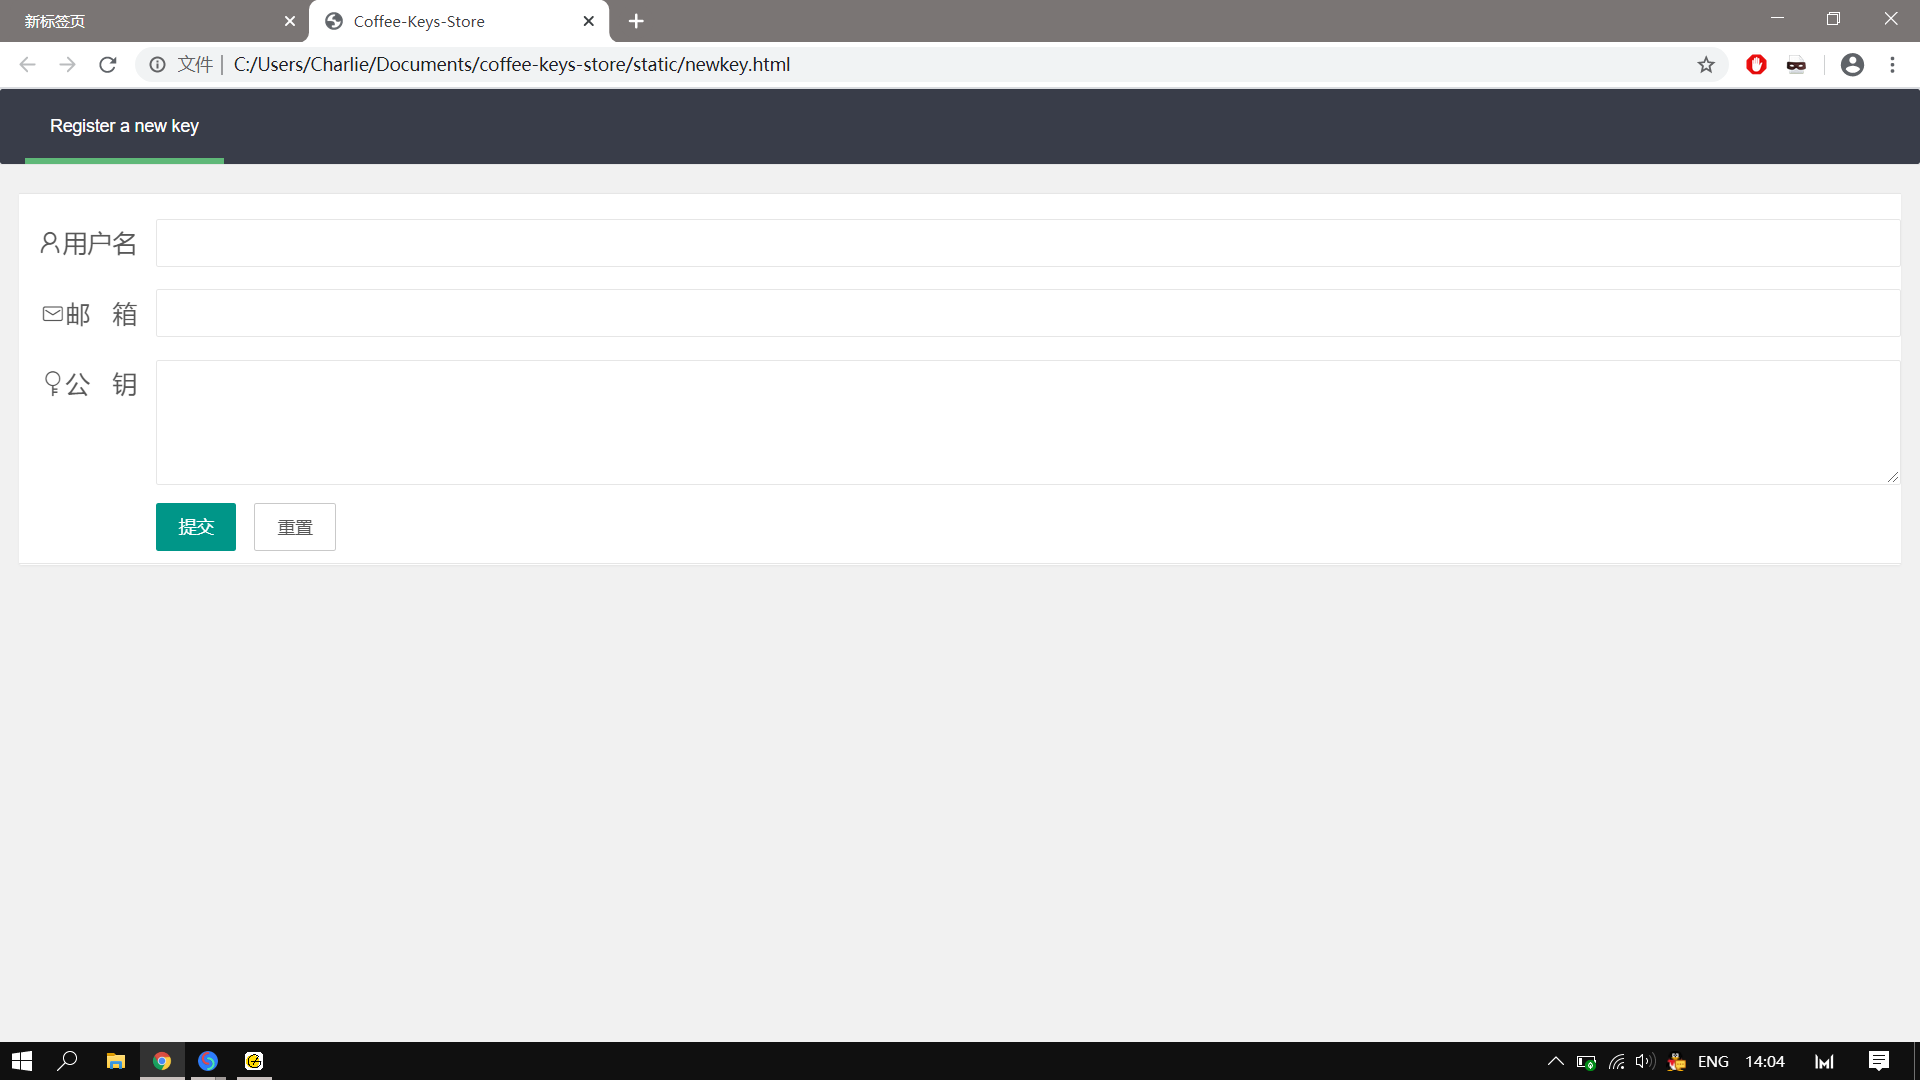 新标签页
Coffee-Keys-Store
文件 | C:/Users/Charlie/Documents/coffee-keys-store/static/newkey.html
Register a new key
用户名
邮 箱
公 钥
提交 重置
ENG 14:04